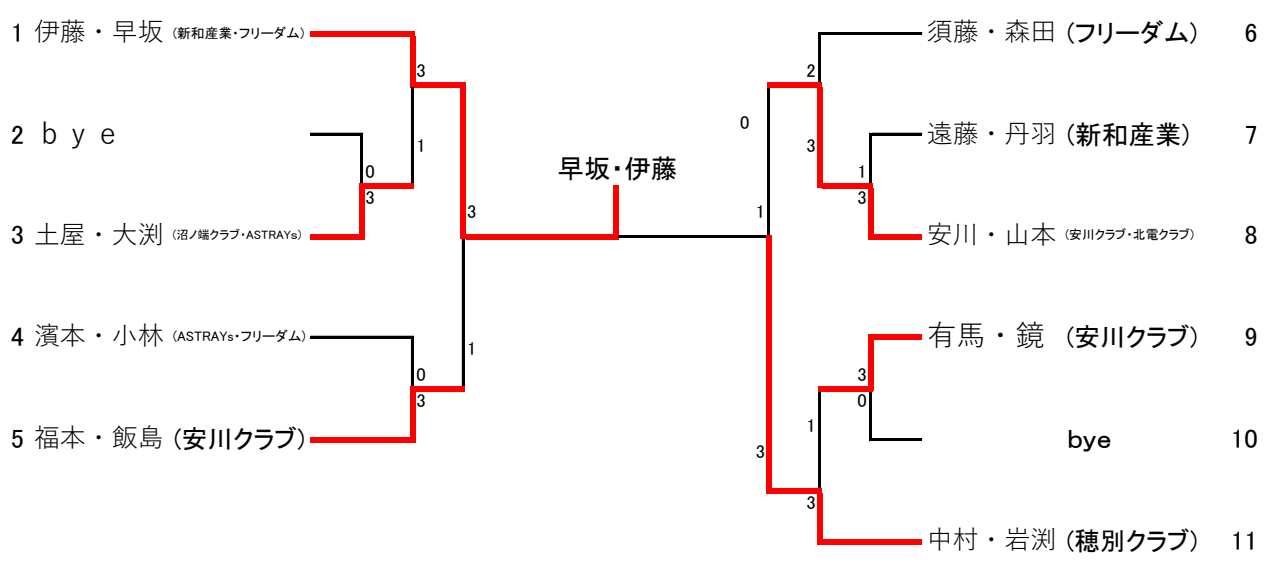 1 伊藤・早坂 (新和産業・フリーダム)
3
1
2 bye
0
3
3 土屋・大渕 (沼ノ端クラブ・ASTRAYs)
3
1
4 濱本・小林 (ASTRAYs・フリーダム)
0
3
5 福本・飯島 (安川クラブ)
早坂・伊藤
須藤・森田 (フリーダム) 6
2
0
3
遠藤・丹羽 (新和産業) 7
1
3
安川・山本 (安川クラブ・北電クラブ) 8
1
有馬・鏡 (安川クラブ) 9
3
0
1
bye 10
3
3
中村・岩渕 (穂別クラブ) 11